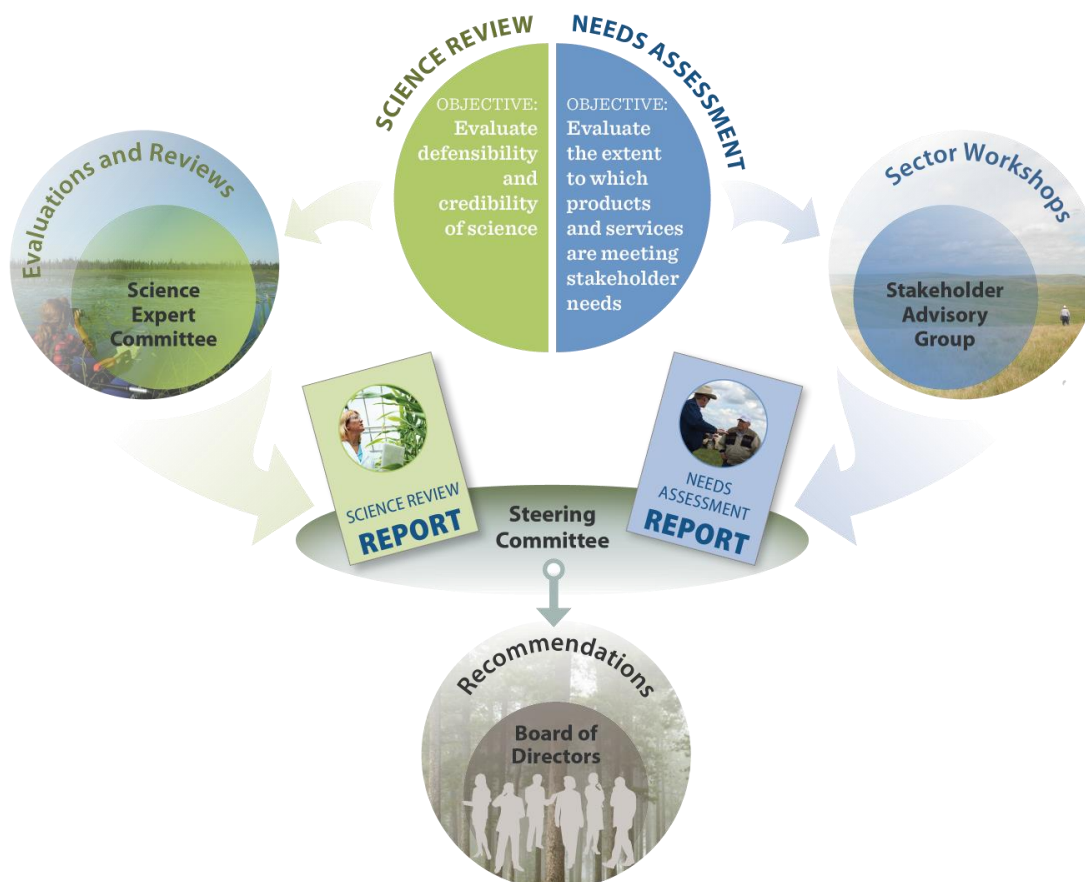 SCIENCE REVIEW
NEEDS ASSESSMENT
OBJECTIVE:
Evaluate
defensibility
and
credibility
of science
OBJECTIVE:
Evaluate
the extent
to which
products
and services
are meeting
stakeholder
needs
Evaluations and Reviews
Science
Expert
Committee
Sector Workshops
Stakeholder
Advisory
Group
SCIENCE REVIEW
REPORT
Steering
Committee
NEEDS
ASSESSMENT
REPORT
Recommendations
Board of
Directors